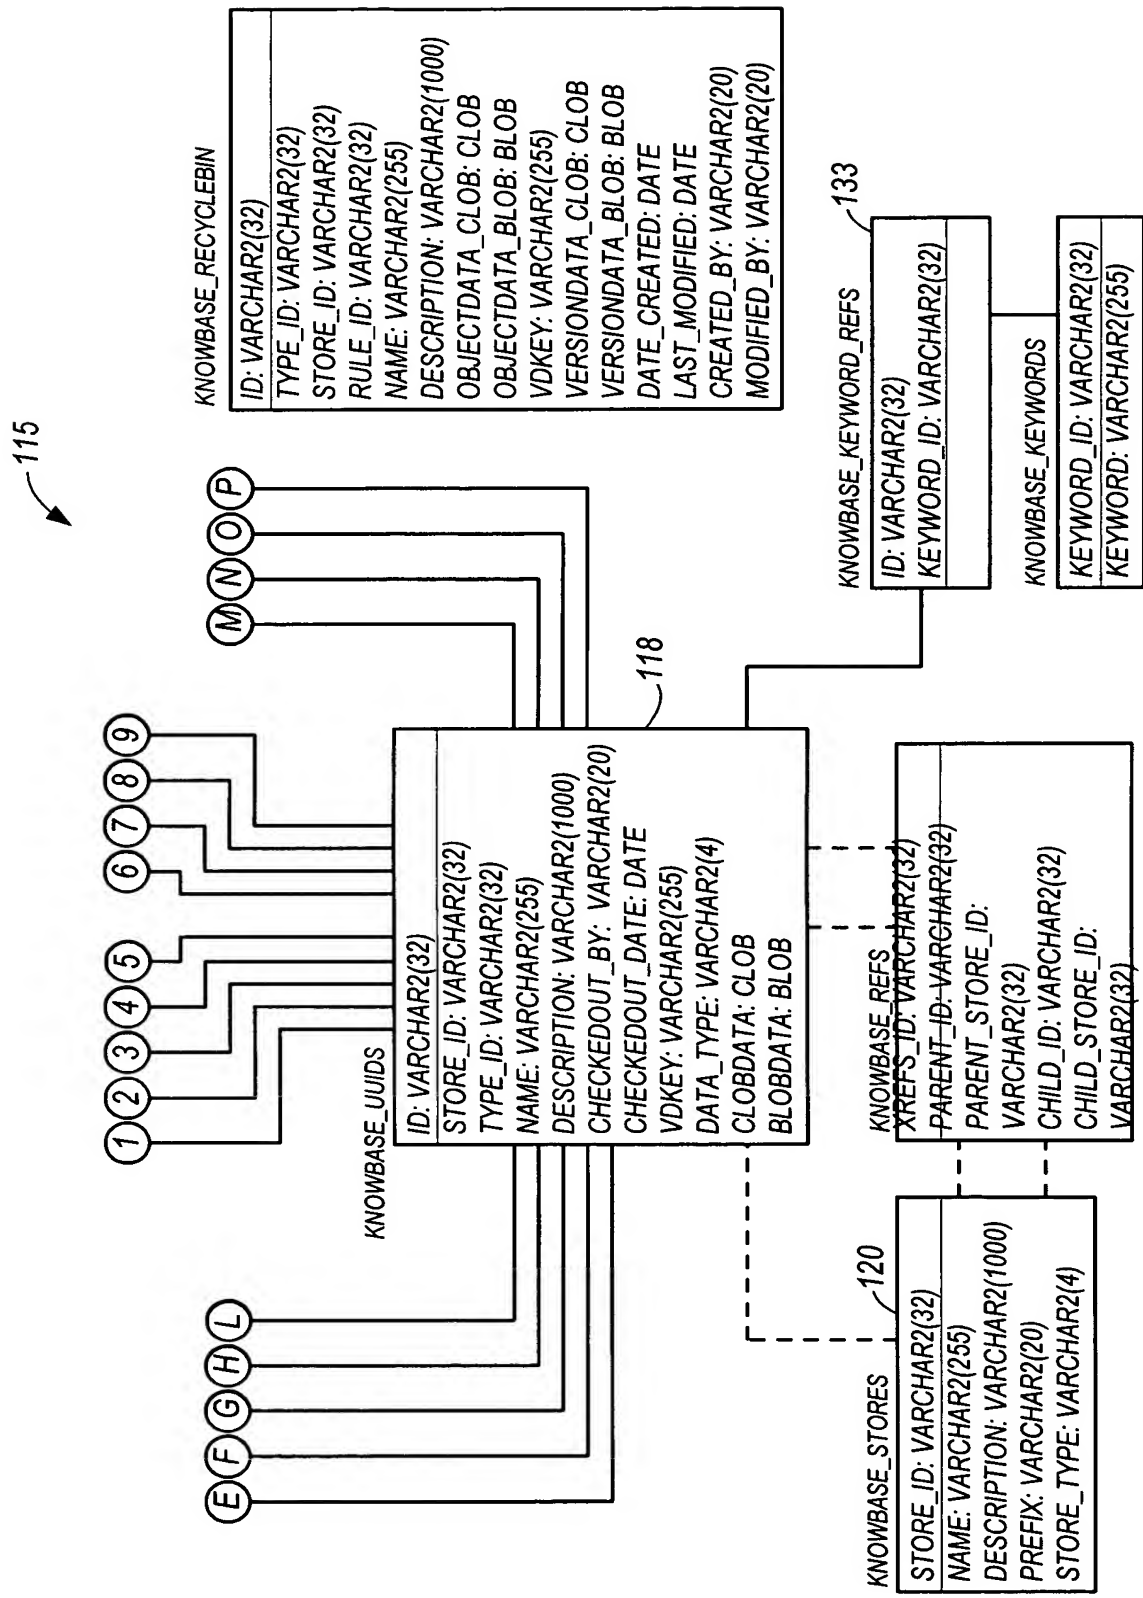 115
1
2
3
4
5
6
7
8
9
E
F
G
H
L
M
N
O
P
KNOWBASE_UUIDS
ID: VARCHAR2(32)
STORE_ID: VARCHAR2(32)
TYPE_ID: VARCHAR2(32)
NAME: VARCHAR2(255)
DESCRIPTION: VARCHAR2(1000)
CHECKEDOUT_BY: VARCHAR2(20)
CHECKEDOUT_DATE: DATE
VDKEY: VARCHAR2(255)
DATA_TYPE: VARCHAR2(4)
CLOBDATA: CLOB
BLOBDATA: BLOB
118
KNOWBASE_RECYCLEBIN
ID: VARCHAR2(32)
TYPE_ID: VARCHAR2(32)
STORE_ID: VARCHAR2(32)
RULE_ID: VARCHAR2(32)
NAME: VARCHAR2(255)
DESCRIPTION: VARCHAR2(1000)
OBJECTDATA_CLOB: CLOB
OBJECTDATA_BLOB: BLOB
VDKEY: VARCHAR2(255)
VERSIONDATA_CLOB: CLOB
VERSIONDATA_BLOB: BLOB
DATE_CREATED: DATE
LAST_MODIFIED: DATE
CREATED_BY: VARCHAR2(20)
MODIFIED_BY: VARCHAR2(20)
KNOWBASE_STORES
120
STORE_ID: VARCHAR2(32)
NAME: VARCHAR2(255)
DESCRIPTION: VARCHAR2(1000)
PREFIX: VARCHAR2(20)
STORE_TYPE: VARCHAR2(4)
KNOWBASE_REFS
XREFS_ID: VARCHAR2(32)
PARENT_ID: VARCHAR2(32)
PARENT_STORE_ID:
VARCHAR2(32)
CHILD_ID: VARCHAR2(32)
CHILD_STORE_ID:
VARCHAR2(32)
KNOWBASE_KEYWORD_REFS
133
ID: VARCHAR2(32)
KEYWORD_ID: VARCHAR2(32)
KNOWBASE_KEYWORDS
KEYWORD_ID: VARCHAR2(32)
KEYWORD: VARCHAR2(255)